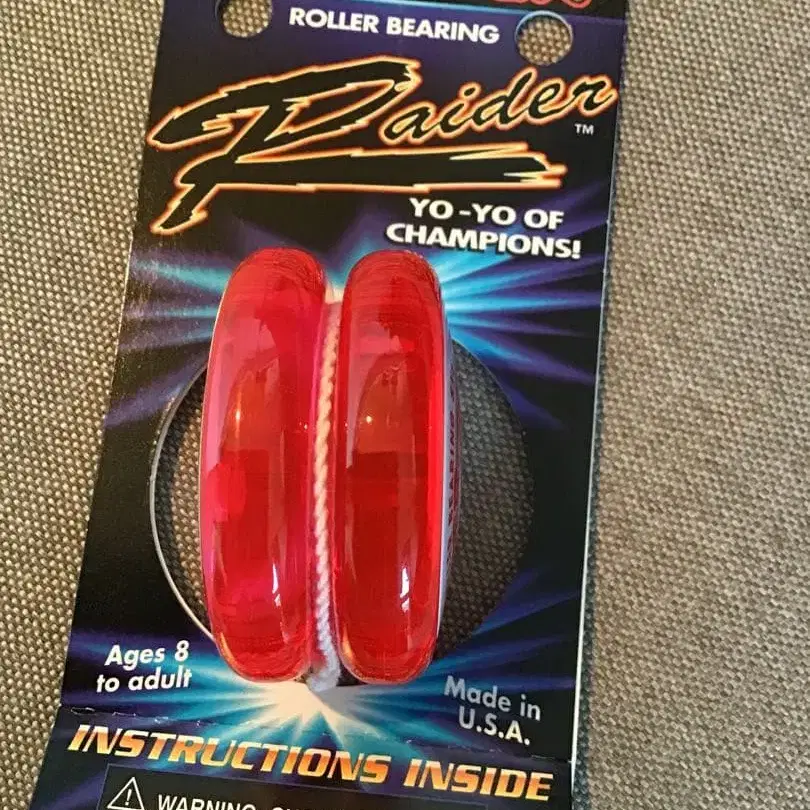 ROLLER BEARING
Raider
TM
YO-YO OF
CHAMPIONS!
Ages 8
to adult
Made in
U.S.A.
INSTRUCTIONS INSIDE
WARNING